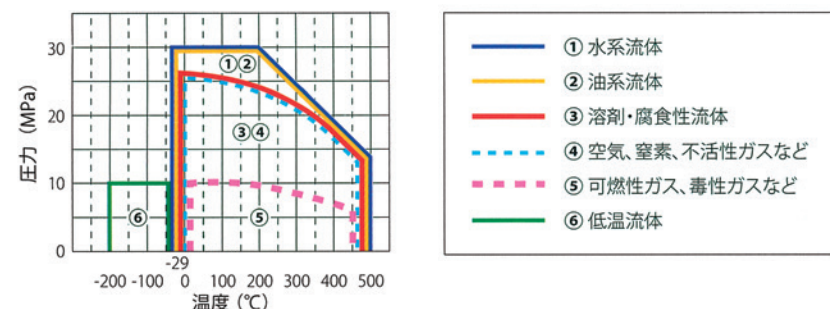 圧力 (MPa)
30
20
10
0
①②
③④
⑤
⑥
-29
-200 -100 0 100 200 300 400 500
温度 (℃)
① 水系流体
② 油系流体
③ 溶剤・腐食性流体
④ 空気、窒素、不活性ガスなど
⑤ 可燃性ガス、毒性ガスなど
⑥ 低温流体